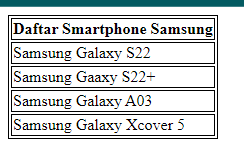 Daftar Smartphone Samsung
Samsung Galaxy S22
Samsung Gaaxy S22+
Samsung Galaxy A03
Samsung Galaxy Xcover 5